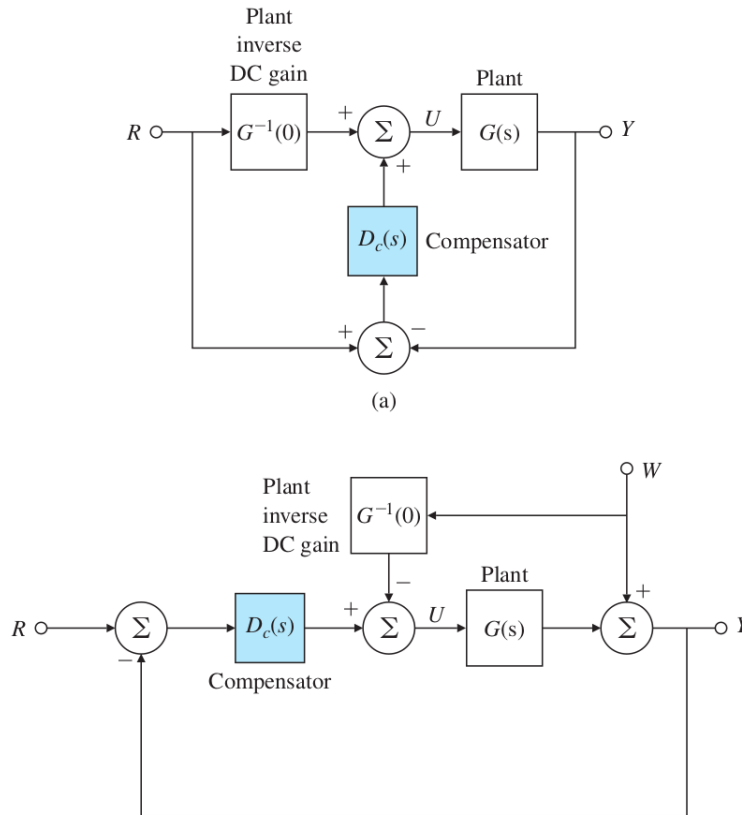 Plant
inverse
DC gain
Plant
R
G⁻¹(0)
+
Σ
U
G(s)
Y
+
D_c(s)
Compensator
+
Σ
−
(a)
W
Plant
inverse
DC gain
G⁻¹(0)
−
Plant
+
R
Σ
D_c(s)
+
Σ
U
G(s)
Σ
Y
−
Compensator